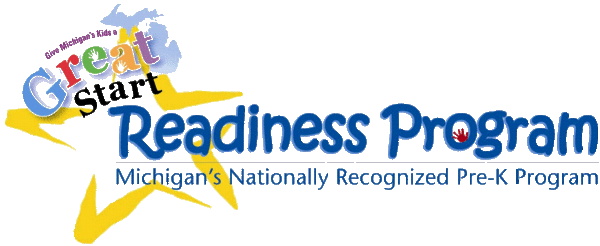 Give Michigan's Kids a
Great
Start
Readiness Program
Michigan's Nationally Recognized Pre-K Program